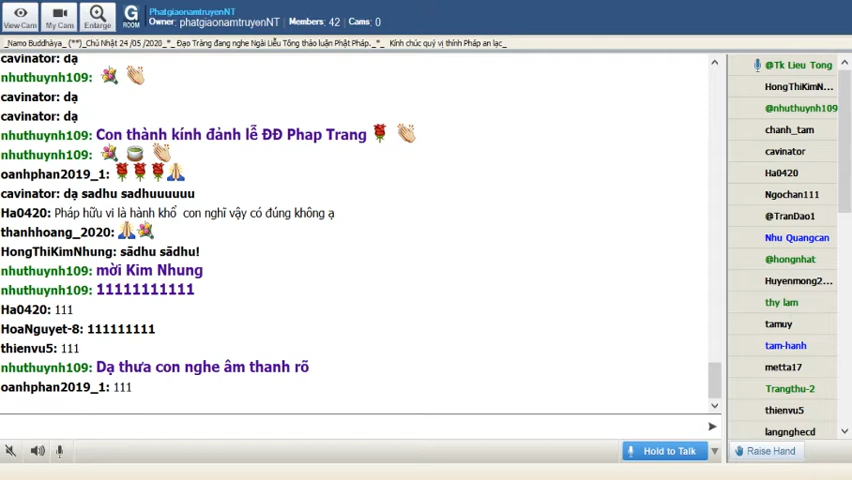 View Cam
My Cam
Enlarge
G
ROOM
PhatgiaonamtruyenNT
Owner: phatgiaonamtruyenNT Members: 42 Cams: 0
_Namo Buddhàya_ (**)_Chủ Nhật 24 /05 /2020_*_ Đạo Tràng đang nghe Ngài Liễu Tông thảo luận Phật Pháp._*_ Kính chúc quý vị thính Pháp an lạc_
cavinator: dạ
nhuthuynh109:
cavinator: dạ
cavinator: dạ
nhuthuynh109: Con thành kính đảnh lễ ĐĐ Phap Trang
nhuthuynh109:
oanhphan2019_1:
cavinator: dạ sadhu sadhuuuuuu
Ha0420: Pháp hữu vi là hành khổ con nghĩ vậy có đúng không ạ
thanhhoang_2020:
HongThiKimNhung: sādhu sādhu!
nhuthuynh109: mời Kim Nhung
nhuthuynh109: 11111111111
Ha0420: 111
HoaNguyet-8: 111111111
thienvu5: 111
nhuthuynh109: Dạ thưa con nghe âm thanh rõ
oanhphan2019_1: 111
@Tk Lieu Tong
HongThiKimN...
@nhuthuynh109
chanh_tam
cavinator
Ha0420
Ngochan111
@TranDao1
Nhu Quangcan
@hongnhat
Huyenmong2...
thy lam
tamuy
tam-hanh
metta17
Trangthu-2
thienvu5
langnghecd
Hold to Talk
Raise Hand